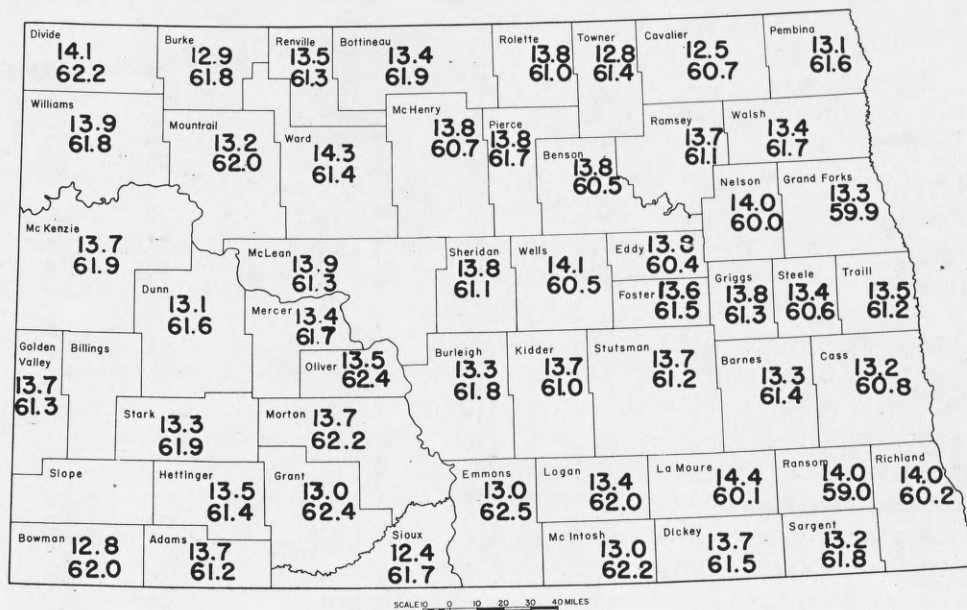 Divide
14.1
62.2
Burke
12.9
61.8
Renville
13.5
61.3
Bottineau
13.4
61.9
Rolette
13.8
61.0
Towner
12.8
61.4
Cavalier
12.5
60.7
Pembina
13.1
61.6
Williams
13.9
61.8
Mountrail
13.2
62.0
Ward
14.3
61.4
Mc Henry
13.8
60.7
Pierce
13.8
61.7
Benson
13.8
60.5
Ramsey
13.7
61.1
Walsh
13.4
61.7
Nelson
14.0
60.0
Grand Forks
13.3
59.9
Mc Kenzie
13.7
61.9
Dunn
13.1
61.6
McLean
13.9
61.3
Mercer
13.4
61.7
Oliver
13.5
62.4
Sheridan
13.8
61.1
Wells
14.1
60.5
Eddy
13.8
60.4
Foster
13.6
61.5
Griggs
13.8
61.3
Steele
13.4
60.6
Traill
13.5
61.2
Golden
Valley
13.7
61.3
Billings
Stark
13.3
61.9
Morton
13.7
62.2
Burleigh
13.3
61.8
Kidder
13.7
61.0
Stutsman
13.7
61.2
Barnes
13.3
61.4
Cass
13.2
60.8
Slope
Hettinger
13.5
61.4
Grant
13.0
62.4
Emmons
13.0
62.5
Logan
13.4
62.0
La Moure
14.4
60.1
Ransom
14.0
59.0
Richland
14.0
60.2
Bowman
12.8
62.0
Adams
13.7
61.2
Sioux
12.4
61.7
Mc Intosh
13.0
62.2
Dickey
13.7
61.5
Sargent
13.2
61.8
SCALE 10 0 10 20 30 40 MILES